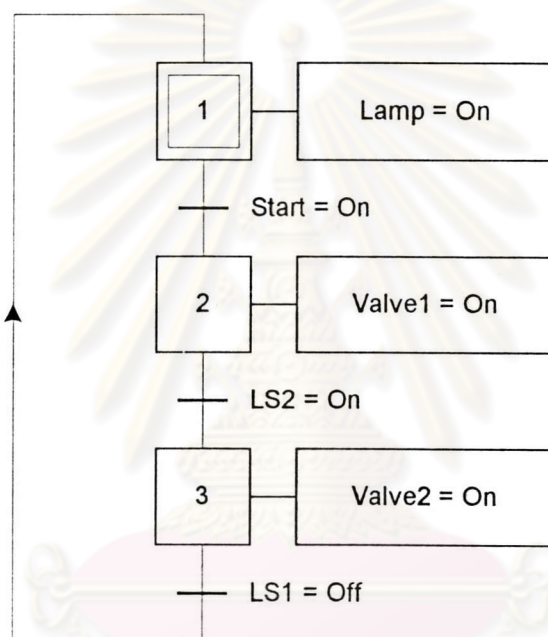 1
Lamp = On
Start = On
2
Valve1 = On
LS2 = On
3
Valve2 = On
LS1 = Off